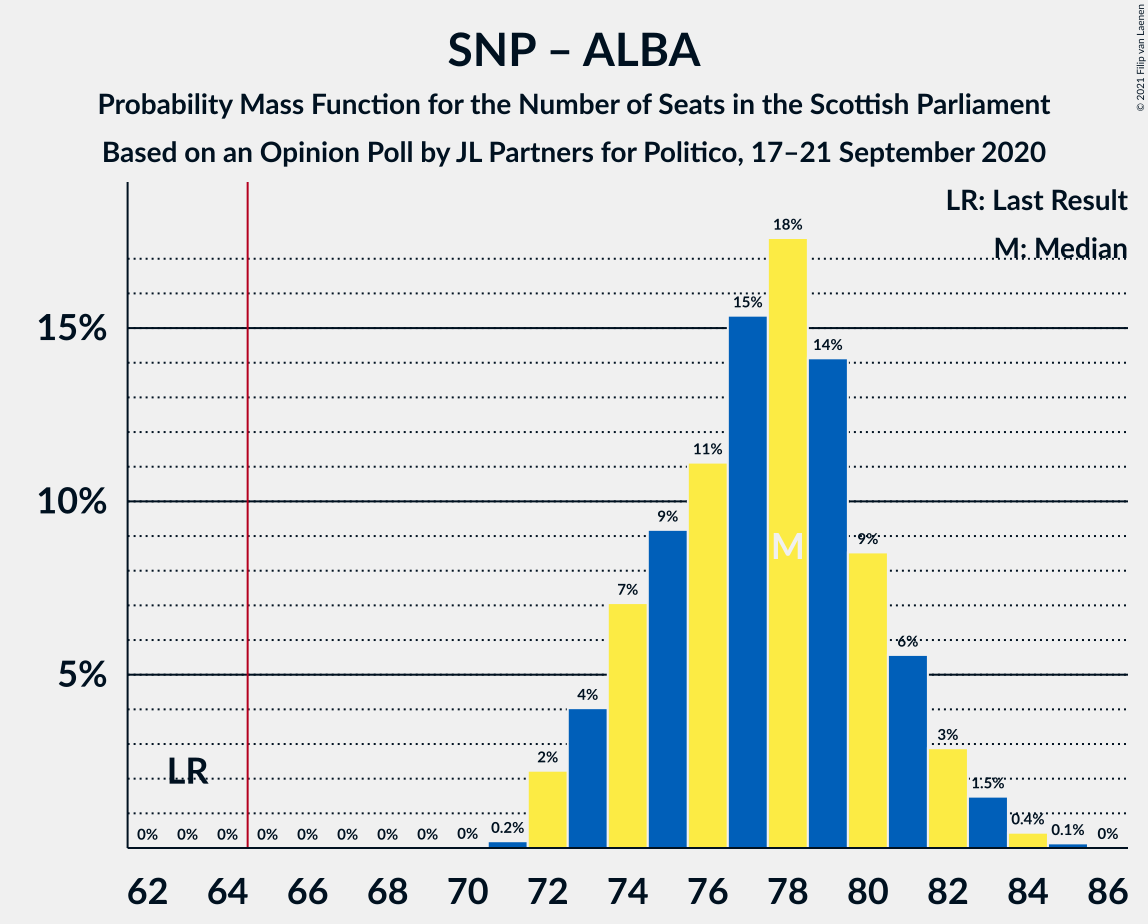 SNP – ALBA
Probability Mass Function for the Number of Seats in the Scottish Parliament
Based on an Opinion Poll by JL Partners for Politico, 17–21 September 2020
© 2021 Filip van Laenen
LR: Last Result
M: Median
18%
15%
15%
14%
11%
10%
9%
M
9%
7%
6%
5%
4%
3%
2%
LR
1.5%
0% 0% 0% 0% 0% 0% 0% 0% 0% 0.2% 0.4% 0.1% 0%
62 64 66 68 70 72 74 76 78 80 82 84 86